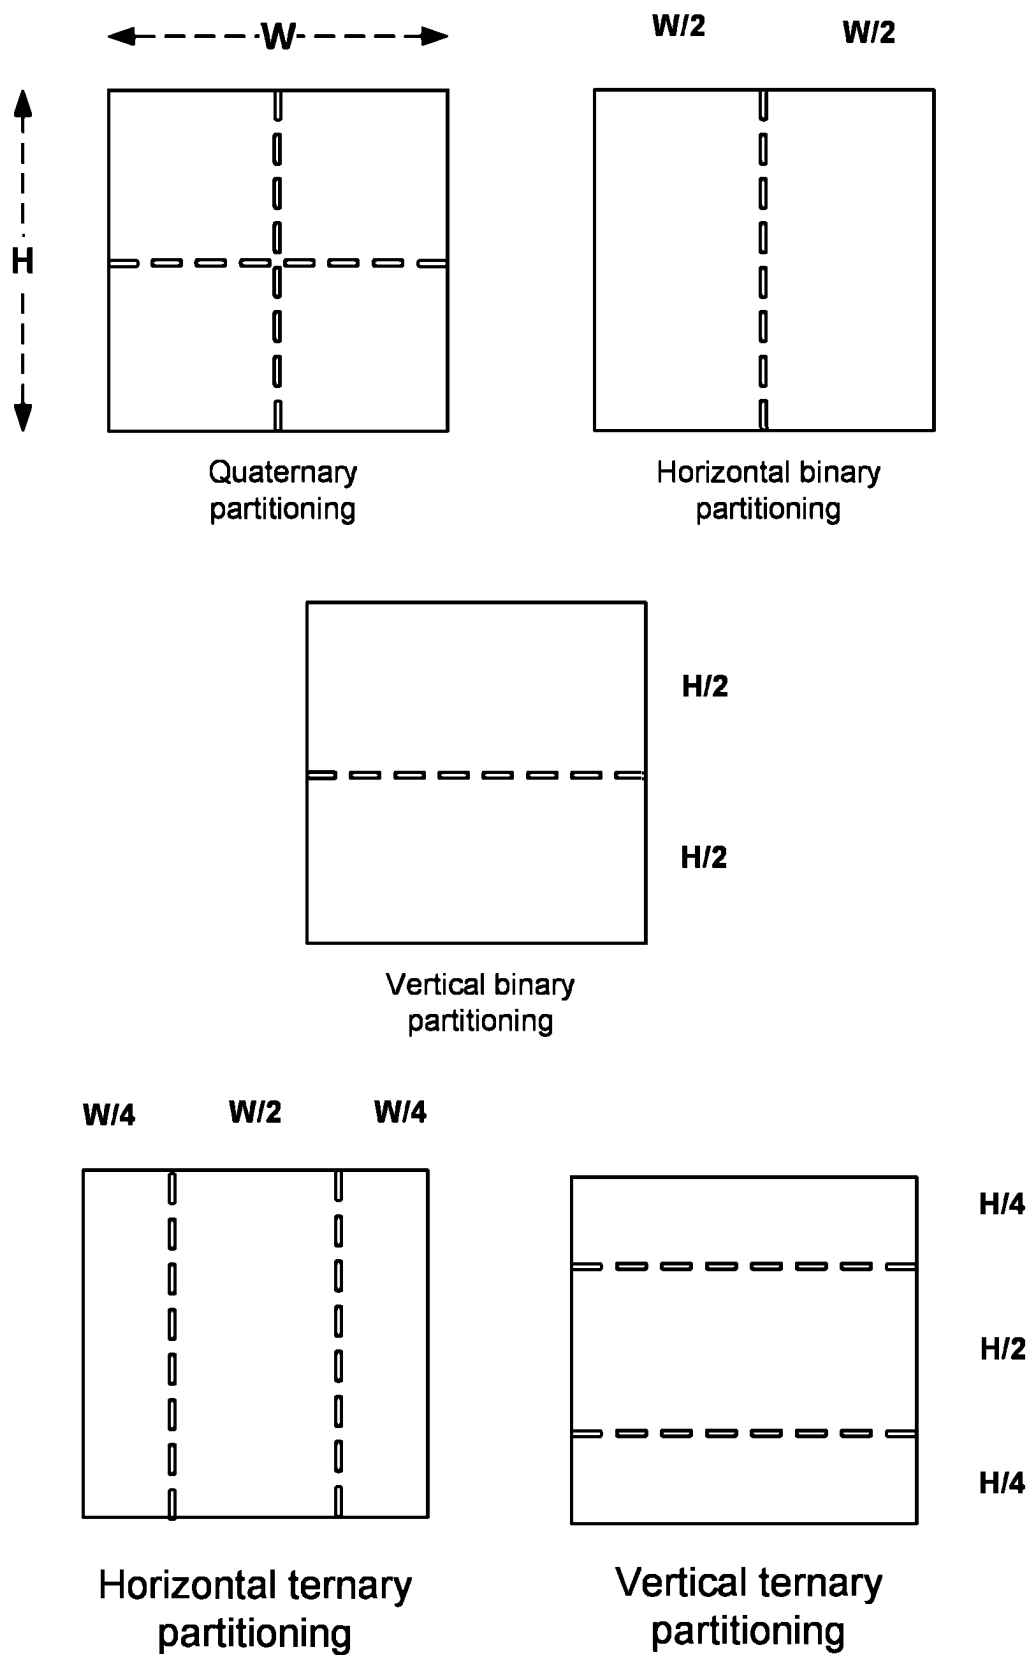 W
W/2 W/2
H
Quaternary
partitioning
Horizontal binary
partitioning
H/2
H/2
Vertical binary
partitioning
W/4 W/2 W/4
H/4
H/2
H/4
Horizontal ternary
partitioning
Vertical ternary
partitioning